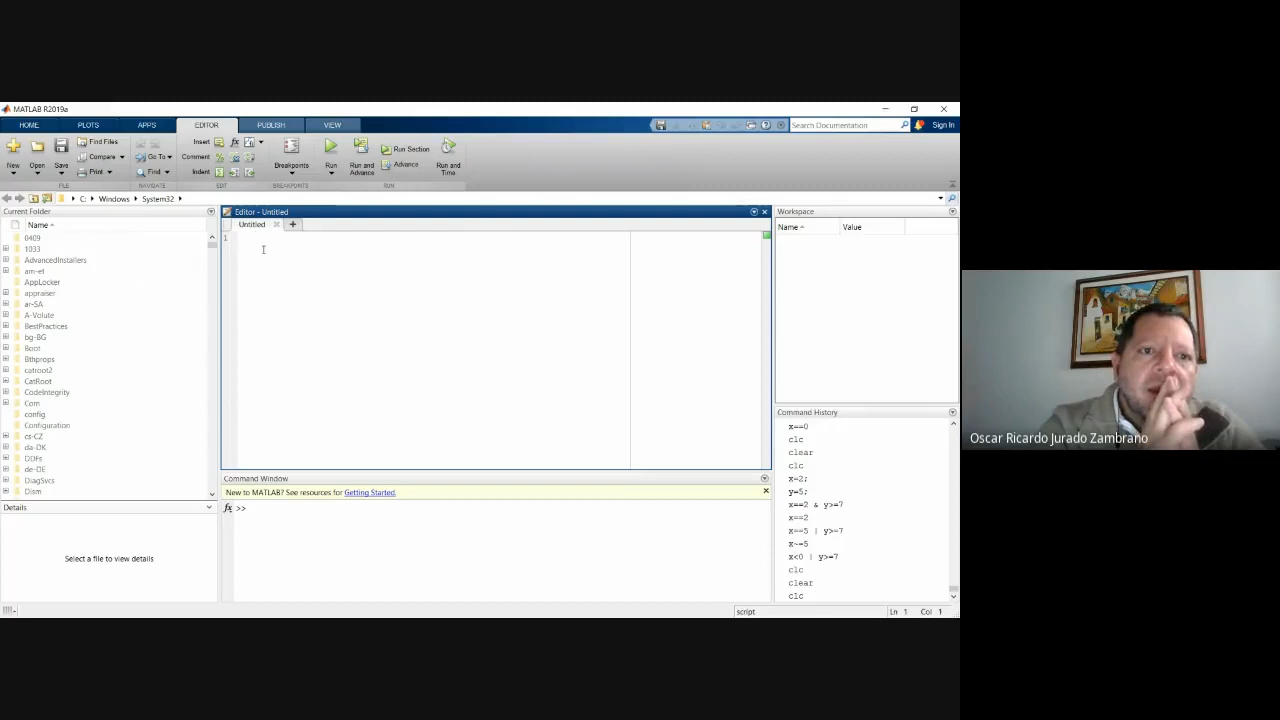 MATLAB R2019a
HOME PLOTS APPS EDITOR PUBLISH VIEW Search Documentation Sign In
New Open Save Find Files Compare Print Go To Find Insert Comment Indent Breakpoints Run Run and Advance Run Section Advance Run and Time
FILE NAVIGATE EDIT BREAKPOINTS RUN
C: Windows System32
Current Folder
Name
0409
1033
AdvancedInstallers
am-et
AppLocker
appraiser
ar-SA
A-Volute
BestPractices
bg-BG
Boot
Bthprops
catroot2
CatRoot
CodeIntegrity
Com
config
Configuration
cs-CZ
da-DK
DDFs
de-DE
DiagSvcs
Dism
Details
Select a file to view details
Editor - Untitled
Untitled
1
Command Window
New to MATLAB? See resources for Getting Started.
fx >>
Workspace
Name Value
Command History
x==0
clc
clear
clc
x=2;
y=5;
x==2 & y>=7
x==2
x==5 | y>=7
x~=5
x<0 | y>=7
clc
clear
clc
script Ln 1 Col 1
Oscar Ricardo Jurado Zambrano